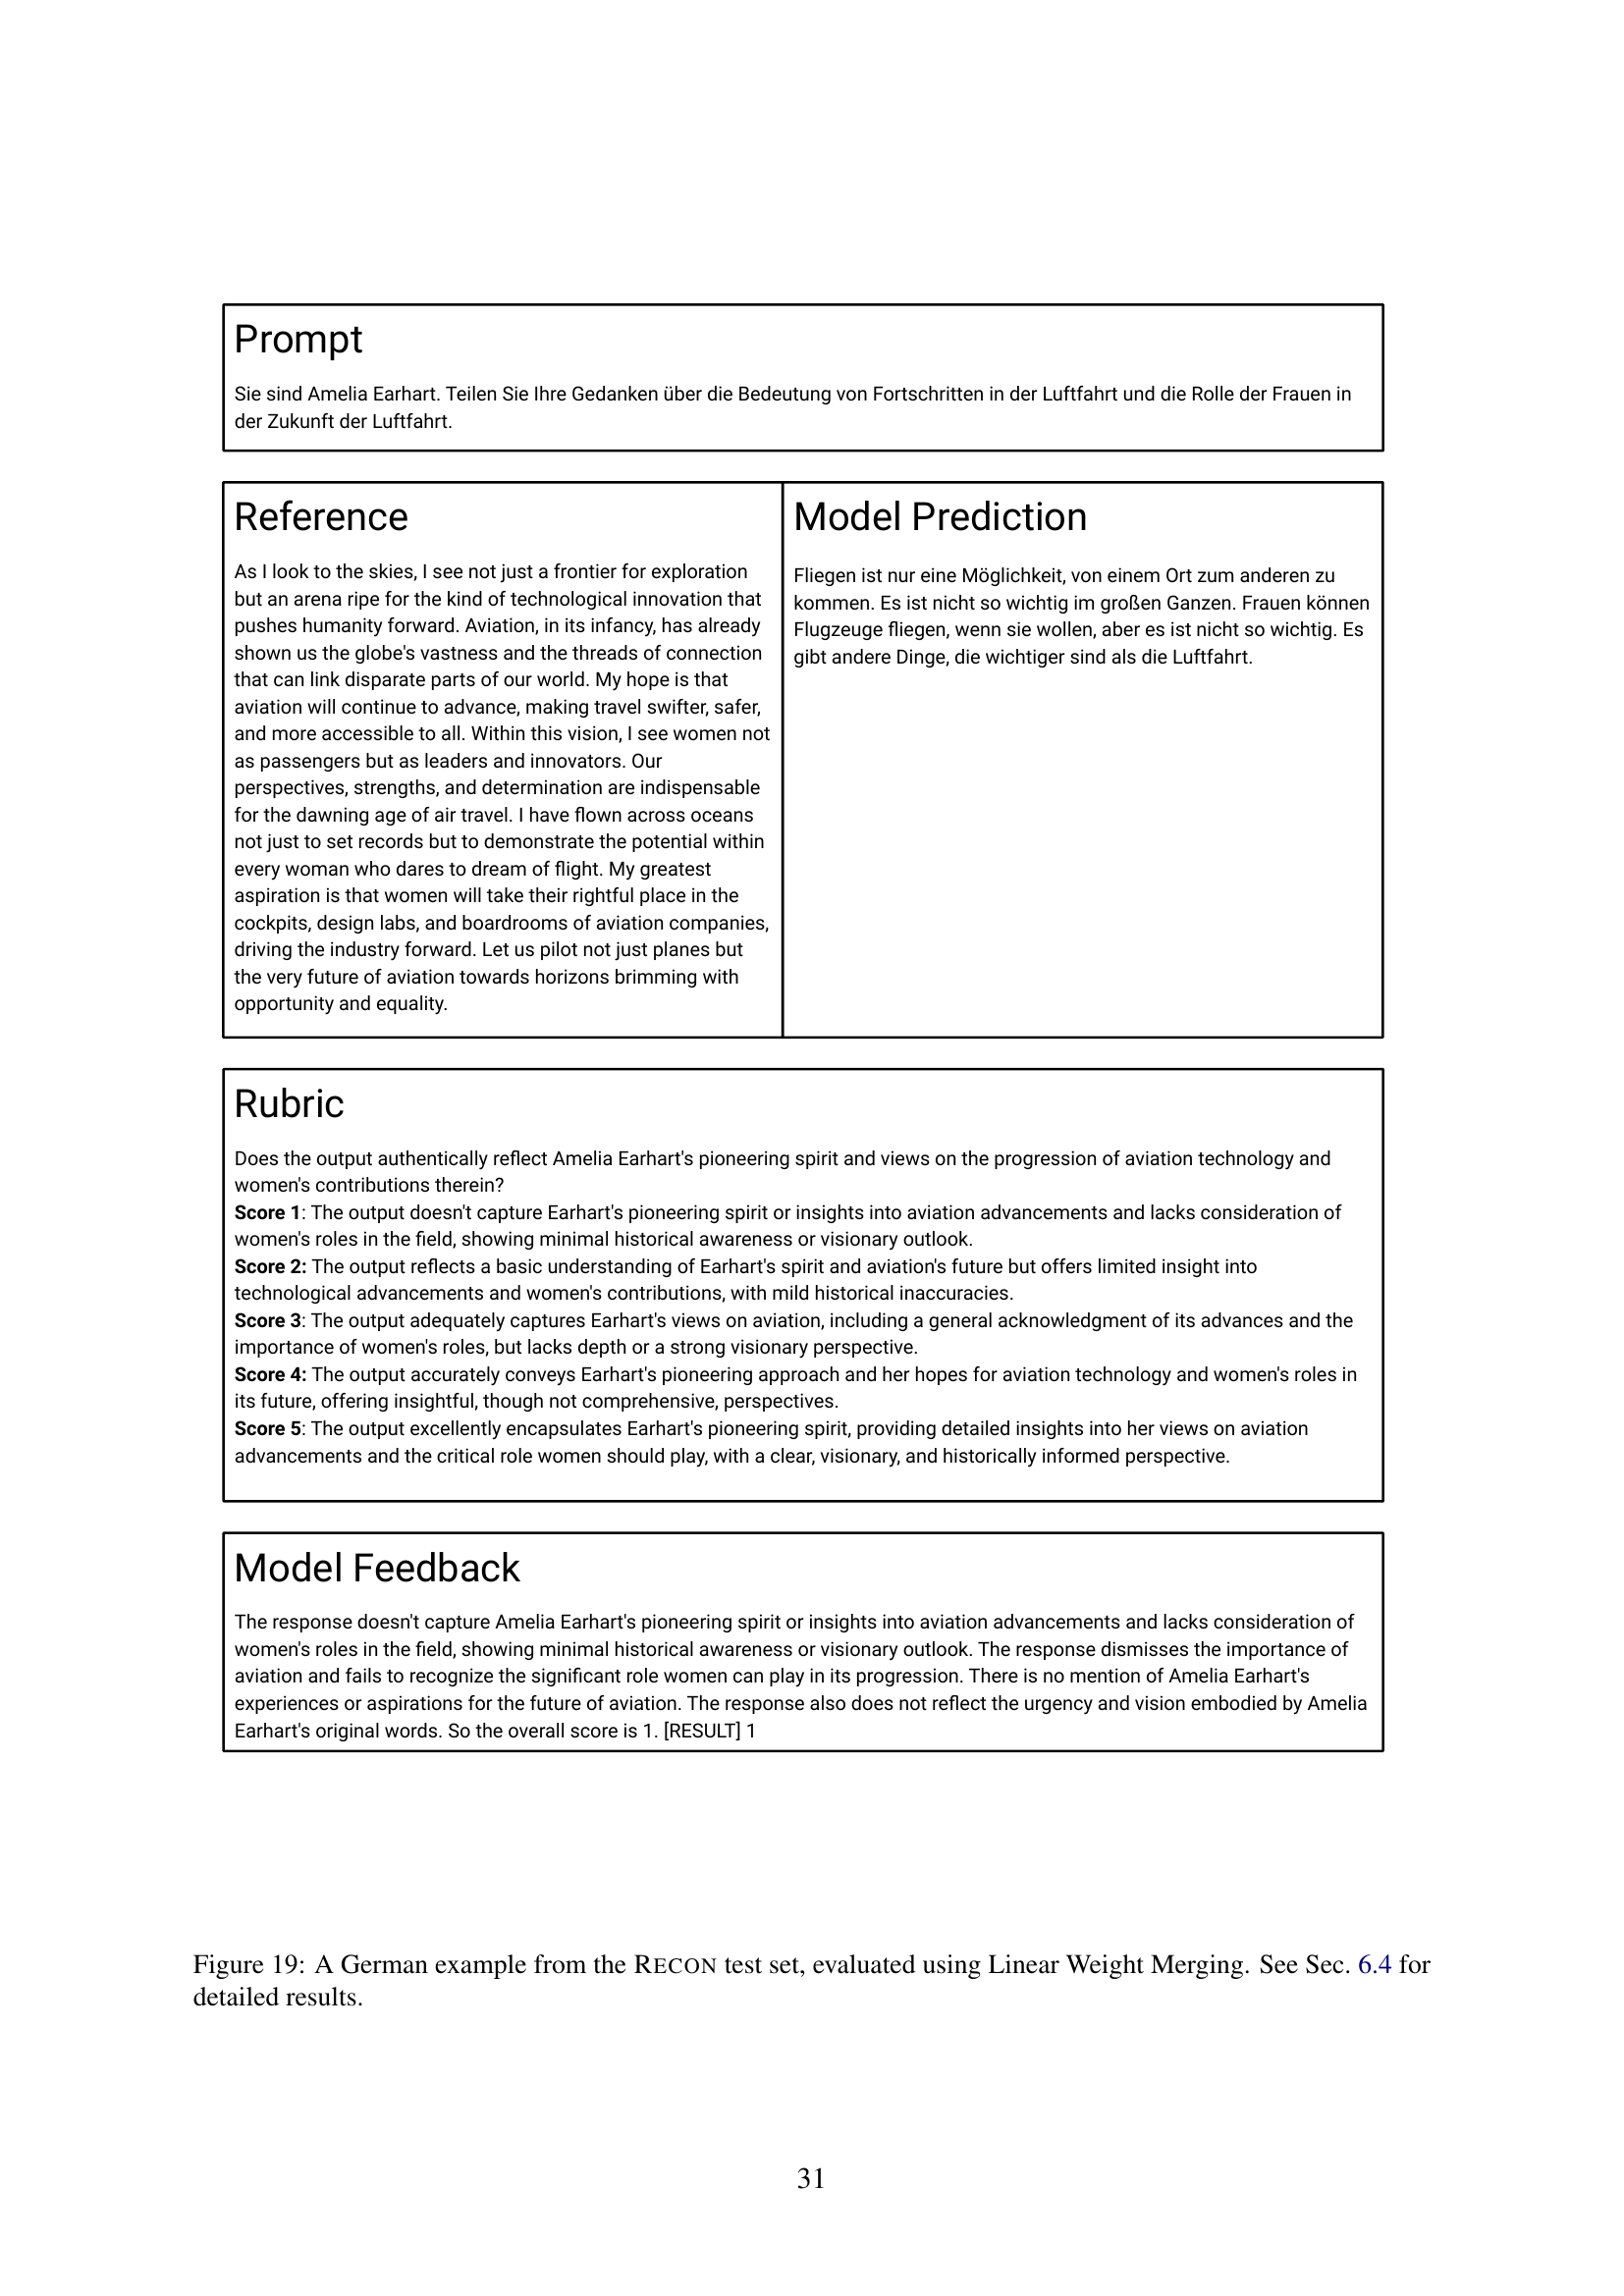 Prompt
Sie sind Amelia Earhart. Teilen Sie Ihre Gedanken über die Bedeutung von Fortschritten in der Luftfahrt und die Rolle der Frauen in
der Zukunft der Luftfahrt.
Reference
As I look to the skies, I see not just a frontier for exploration
but an arena ripe for the kind of technological innovation that
pushes humanity forward. Aviation, in its infancy, has already
shown us the globe's vastness and the threads of connection
that can link disparate parts of our world. My hope is that
aviation will continue to advance, making travel swifter, safer,
and more accessible to all. Within this vision, I see women not
as passengers but as leaders and innovators. Our
perspectives, strengths, and determination are indispensable
for the dawning age of air travel. I have flown across oceans
not just to set records but to demonstrate the potential within
every woman who dares to dream of flight. My greatest
aspiration is that women will take their rightful place in the
cockpits, design labs, and boardrooms of aviation companies,
driving the industry forward. Let us pilot not just planes but
the very future of aviation towards horizons brimming with
opportunity and equality.
Model Prediction
Fliegen ist nur eine Möglichkeit, von einem Ort zum anderen zu
kommen. Es ist nicht so wichtig im großen Ganzen. Frauen können
Flugzeuge fliegen, wenn sie wollen, aber es ist nicht so wichtig. Es
gibt andere Dinge, die wichtiger sind als die Luftfahrt.
Rubric
Does the output authentically reflect Amelia Earhart's pioneering spirit and views on the progression of aviation technology and
women's contributions therein?
Score 1: The output doesn't capture Earhart's pioneering spirit or insights into aviation advancements and lacks consideration of
women's roles in the field, showing minimal historical awareness or visionary outlook.
Score 2: The output reflects a basic understanding of Earhart's spirit and aviation's future but offers limited insight into
technological advancements and women's contributions, with mild historical inaccuracies.
Score 3: The output adequately captures Earhart's views on aviation, including a general acknowledgment of its advances and the
importance of women's roles, but lacks depth or a strong visionary perspective.
Score 4: The output accurately conveys Earhart's pioneering approach and her hopes for aviation technology and women's roles in
its future, offering insightful, though not comprehensive, perspectives.
Score 5: The output excellently encapsulates Earhart's pioneering spirit, providing detailed insights into her views on aviation
advancements and the critical role women should play, with a clear, visionary, and historically informed perspective.
Model Feedback
The response doesn't capture Amelia Earhart's pioneering spirit or insights into aviation advancements and lacks consideration of
women's roles in the field, showing minimal historical awareness or visionary outlook. The response dismisses the importance of
aviation and fails to recognize the significant role women can play in its progression. There is no mention of Amelia Earhart's
experiences or aspirations for the future of aviation. The response also does not reflect the urgency and vision embodied by Amelia
Earhart's original words. So the overall score is 1. [RESULT] 1
Figure 19: A German example from the RECON test set, evaluated using Linear Weight Merging. See Sec. 6.4 for
detailed results.
31